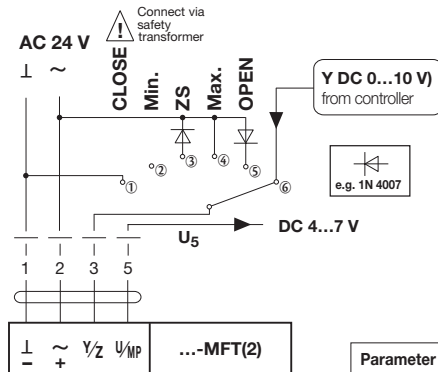 Connect via
safety
transformer
AC 24 V
⊥ ~
CLOSE
Min.
ZS
Max.
OPEN
Y DC 0...10 V)
from controller
① ② ③ ④ ⑤ ⑥
e.g. 1N 4007
U5
DC 4...7 V
1 2 3 5
⊥ ~ Y/Z U/MP ...-MFT(2)
− +
Parameter